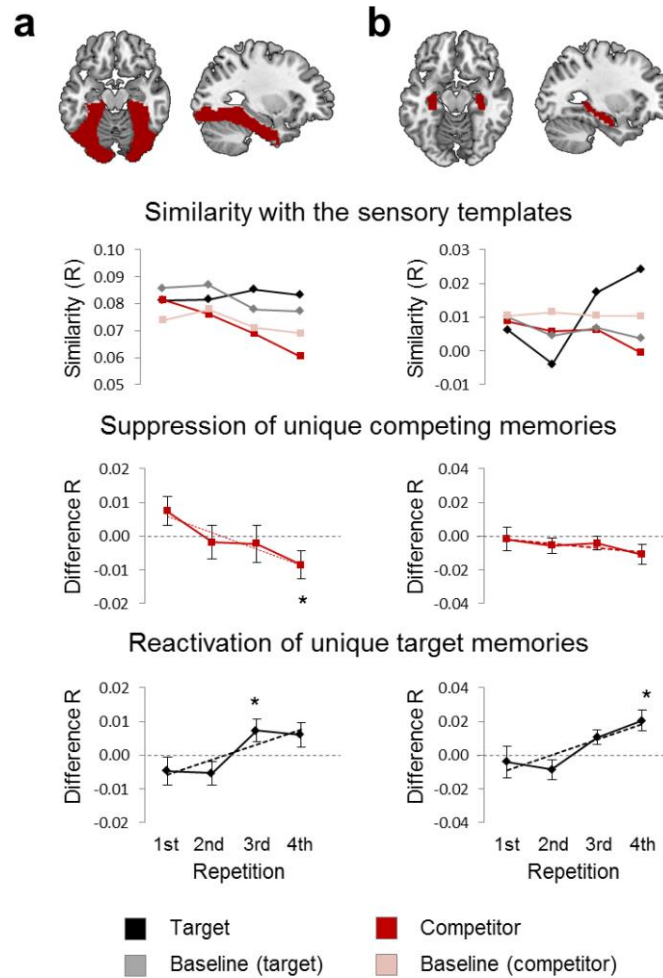 a
b
Similarity with the sensory templates
Similarity (R)
0.10
0.09
0.08
0.07
0.06
0.05
Similarity (R)
0.03
0.02
0.01
0.00
-0.01
Suppression of unique competing memories
Difference R
0.02
0.01
0.00
-0.01
-0.02
*
Difference R
0.04
0.02
0.00
-0.02
-0.04
Reactivation of unique target memories
Difference R
0.02
0.01
0.00
-0.01
-0.02
*
1st 2nd 3rd 4th
Repetition
Difference R
0.04
0.02
0.00
-0.02
-0.04
*
1st 2nd 3rd 4th
Repetition
Target
Competitor
Baseline (target)
Baseline (competitor)